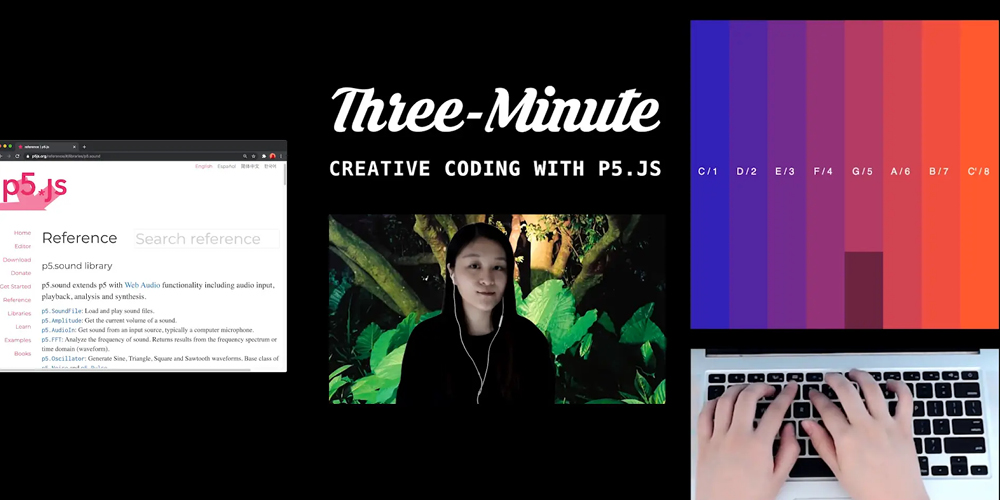 reference | p5.js
p5js.org/reference/#/libraries/p5.sound
English Español 简体中文 한국어
p5.js
Home
Editor
Download
Donate
Get Started
Reference
Libraries
Learn
Examples
Books
Reference
Search reference
p5.sound library
p5.sound extends p5 with Web Audio functionality including audio input,
playback, analysis and synthesis.
p5.SoundFile: Load and play sound files.
p5.Amplitude: Get the current volume of a sound.
p5.AudioIn: Get sound from an input source, typically a computer microphone.
p5.FFT: Analyze the frequency of sound. Returns results from the frequency spectrum or
time domain (waveform).
p5.Oscillator: Generate Sine, Triangle, Square and Sawtooth waveforms. Base class of
Three-Minute
CREATIVE CODING WITH P5.JS
C/1 D/2 E/3 F/4 G/5 A/6 B/7 C'/8